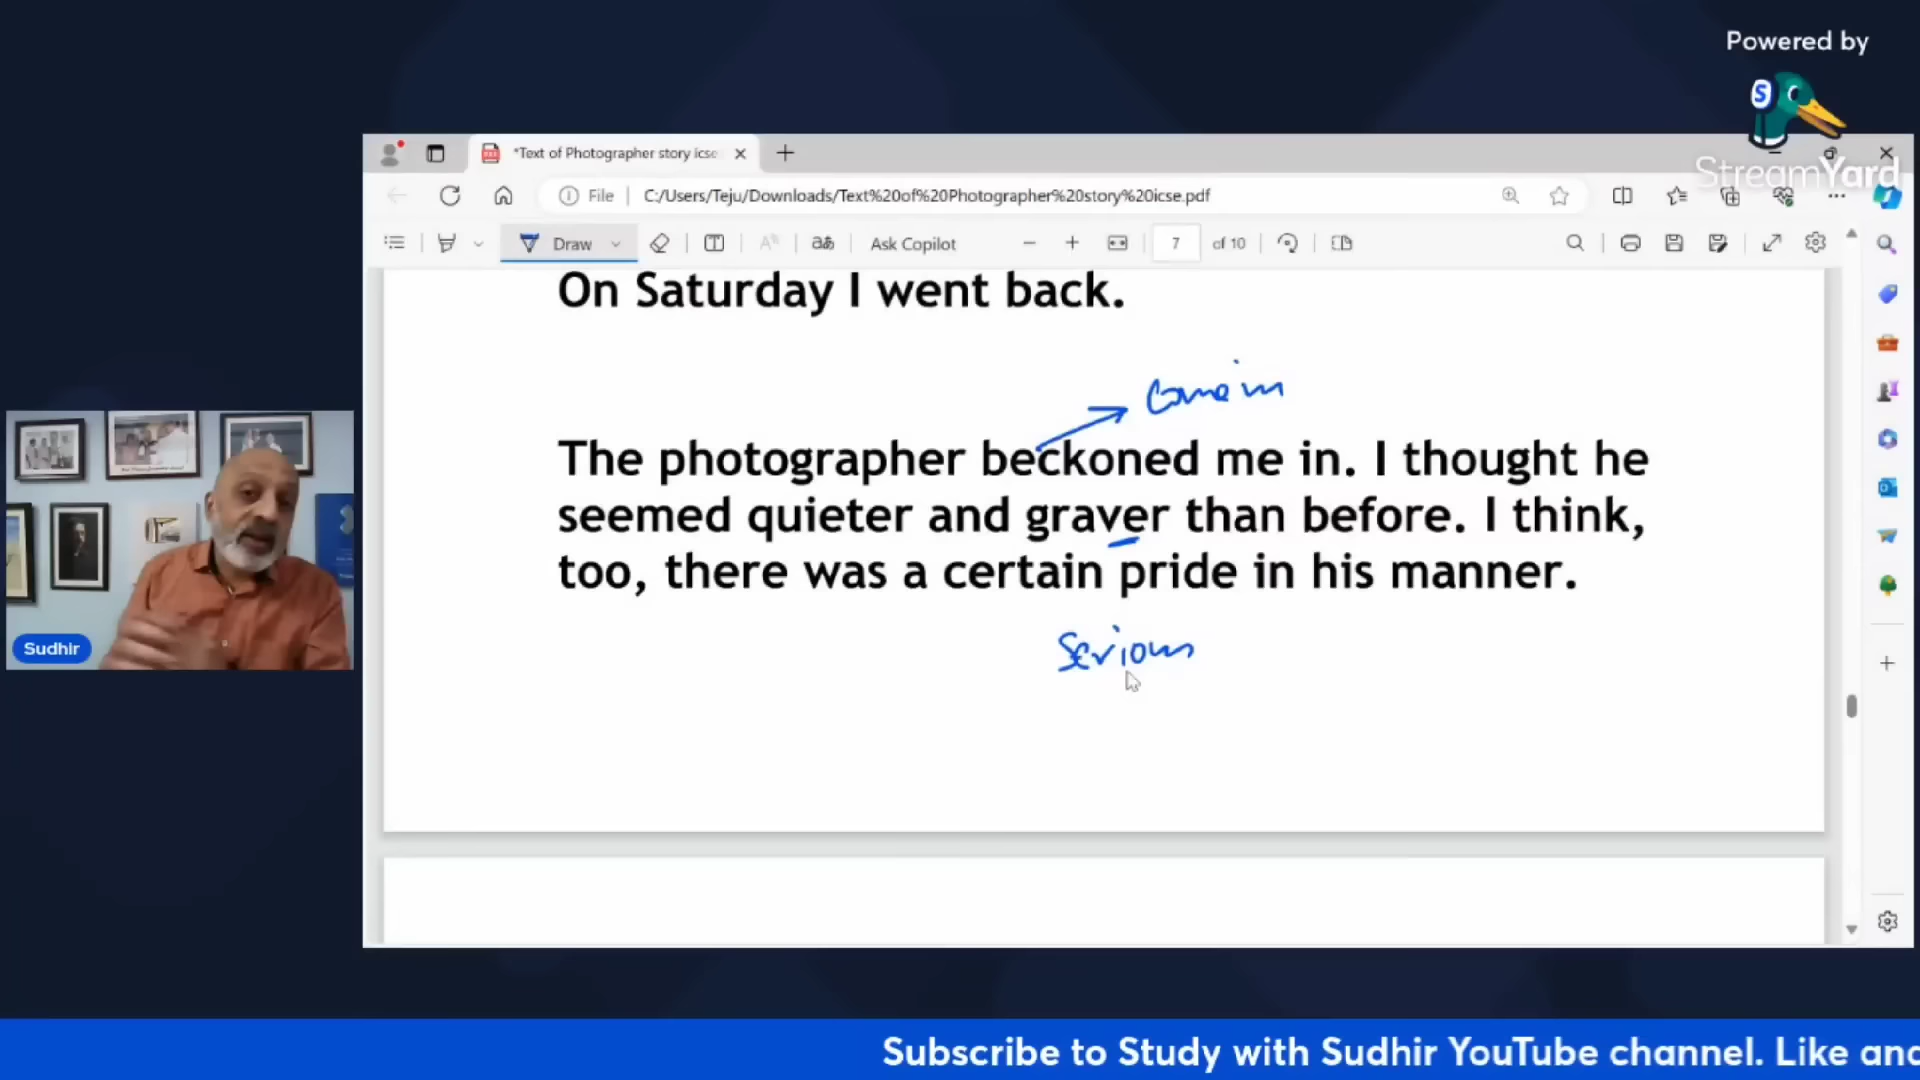 Powered by
StreamYard
*Text of Photographer story icse
File
C:/Users/Teju/Downloads/Text%20of%20Photographer%20story%20icse.pdf
Draw
Ask Copilot
7
of 10
On Saturday I went back.
Come in
The photographer beckoned me in. I thought he
seemed quieter and graver than before. I think,
too, there was a certain pride in his manner.
Serious
Sudhir
Subscribe to Study with Sudhir YouTube channel. Like and